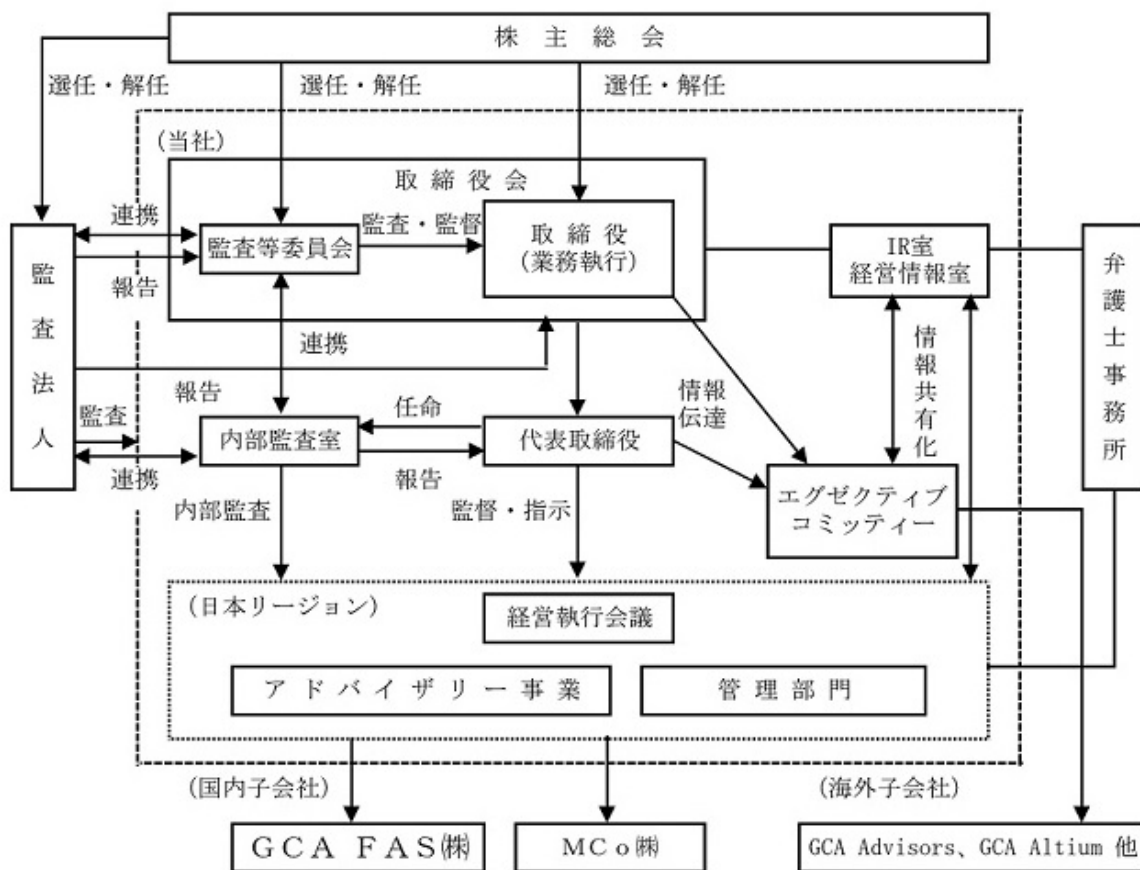 株主総会
選任・解任
選任・解任
選任・解任
(当社)
取締役会
連携
監査等委員会
監査・監督
取締役
(業務執行)
IR室
経営情報室
監査法人
報告
弁護士事務所
連携
情報共有化
報告
情報
伝達
監査
任命
内部監査室
代表取締役
連携
報告
内部監査
監督・指示
エグゼクティブ
コミッティー
(日本リージョン)
経営執行会議
アドバイザリー事業
管理部門
(国内子会社)
(海外子会社)
GCA FAS㈱
MCo㈱
GCA Advisors、GCA Altium 他